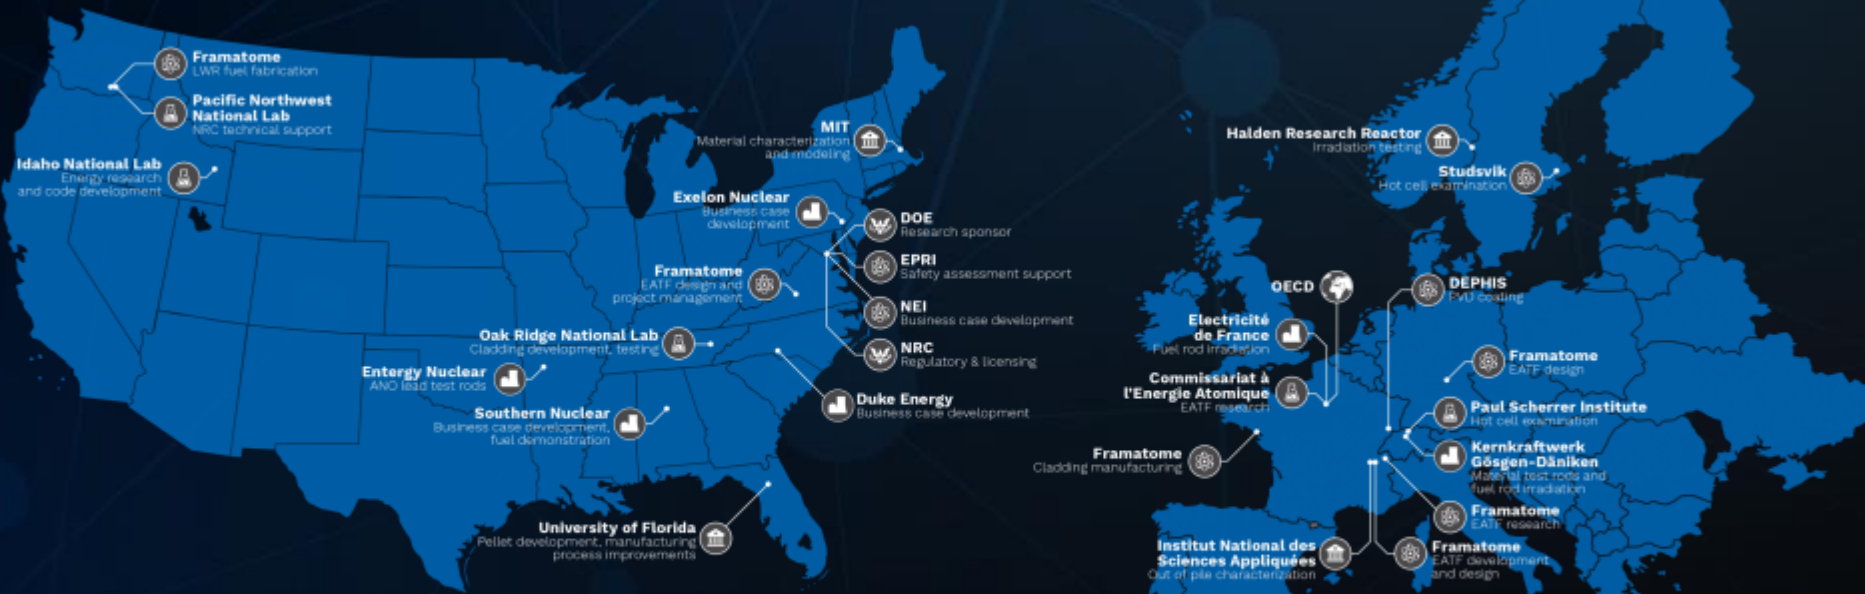 Framatome
LWR fuel fabrication
Pacific Northwest
National Lab
NRC technical support
Idaho National Lab
Energy research
and code development
MIT
Material characterization
and modeling
Exelon Nuclear
Business case
development
DOE
Research sponsor
EPRI
Safety assessment support
NEI
Business case development
NRC
Regulatory & licensing
Framatome
EATF design and
project management
Oak Ridge National Lab
Cladding development, testing
Entergy Nuclear
ANO lead test rods
Southern Nuclear
Business case development,
fuel demonstration
Duke Energy
Business case development
University of Florida
Pellet development, manufacturing
process improvements
Halden Research Reactor
Irradiation testing
Studsvik
Hot cell examination
OECD
DEPHIS
PVD coating
Electricité
de France
Fuel rod irradiation
Commissariat à
l'Energie Atomique
EATF research
Framatome
Cladding manufacturing
Framatome
EATF design
Paul Scherrer Institute
Hot cell examination
Kernkraftwerk
Gösgen-Däniken
Material test rods and
fuel rod irradiation
Framatome
EATF research
Institut National des
Sciences Appliquées
Out of pile characterization
Framatome
EATF development
and design